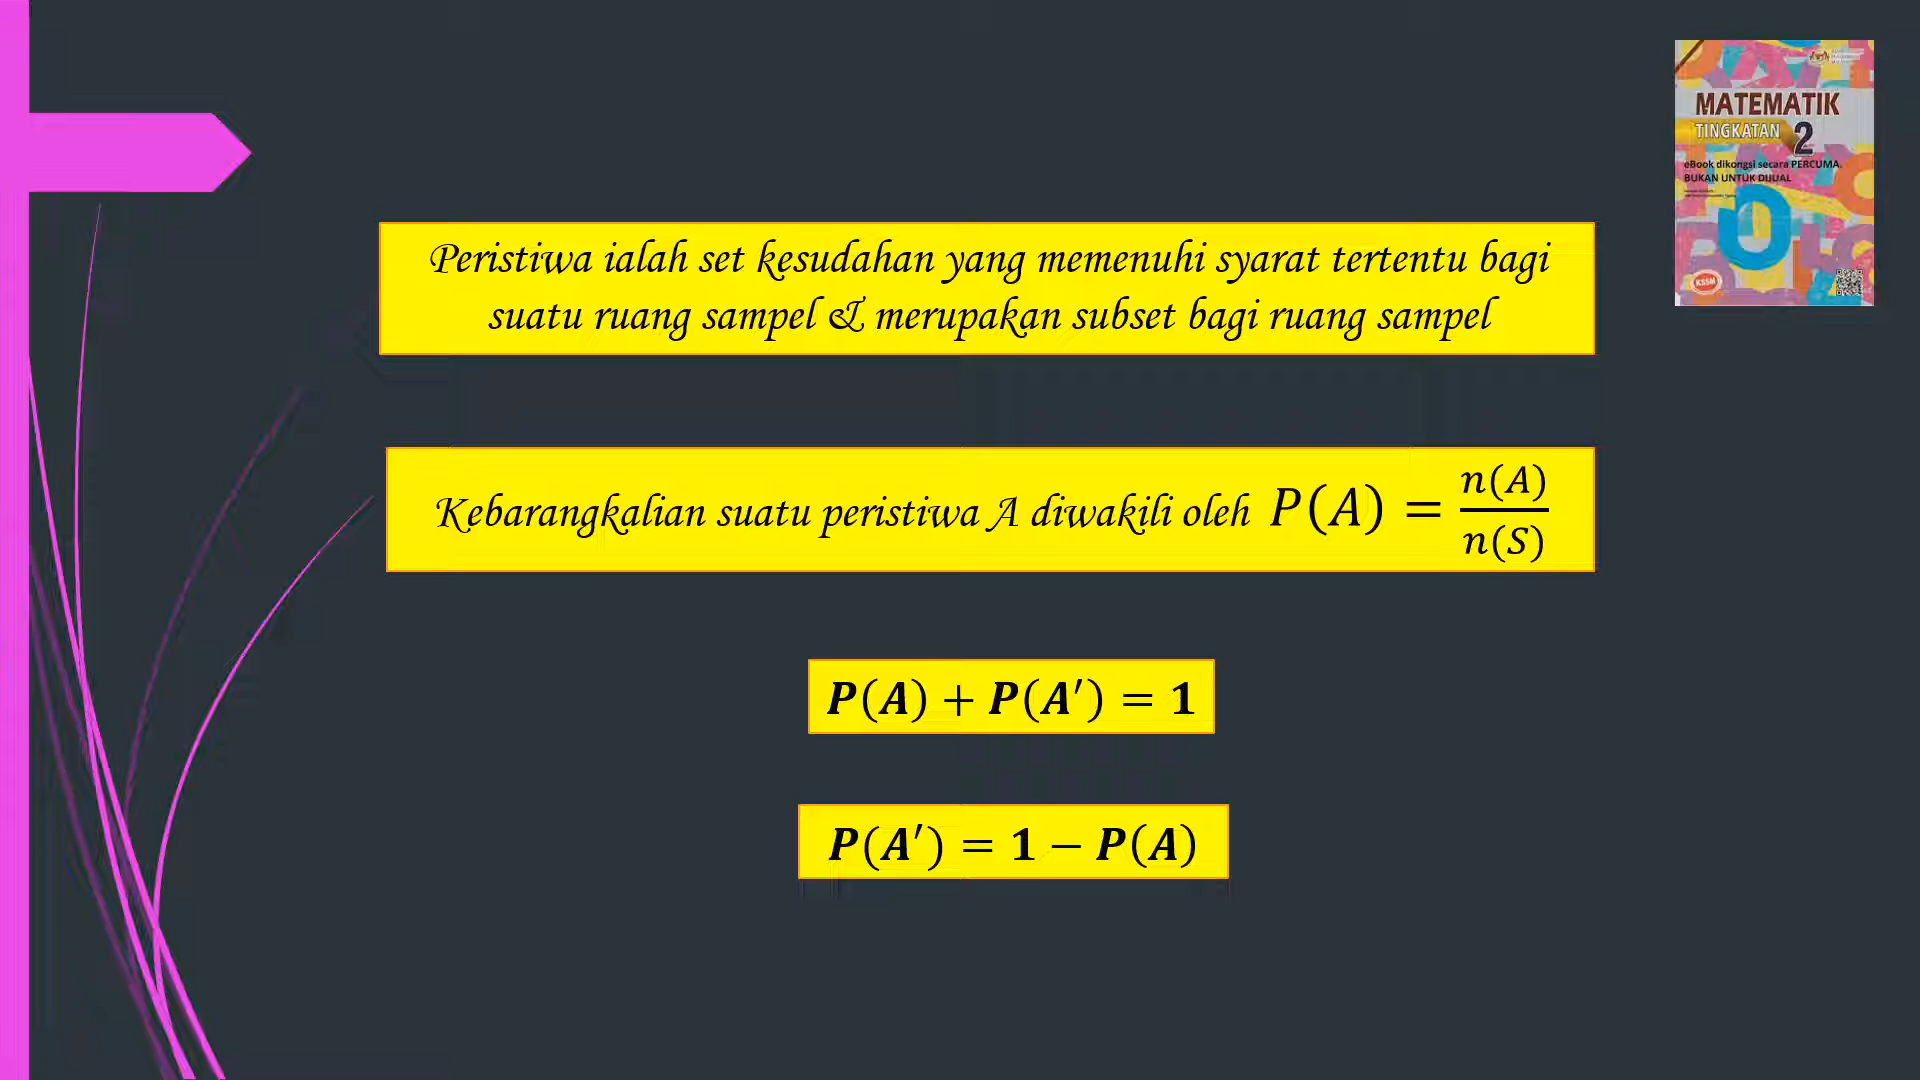 Peristiwa ialah set kesudahan yang memenuhi syarat tertentu bagi
suatu ruang sampel & merupakan subset bagi ruang sampel
Kebarangkalian suatu peristiwa A diwakili oleh P(A) = n(A)/n(S)
P(A) + P(A′) = 1
P(A′) = 1 − P(A)
MATEMATIK
TINGKATAN 2
eBook dikongsi secara PERCUMA.
BUKAN UNTUK DIJUAL
KSSM